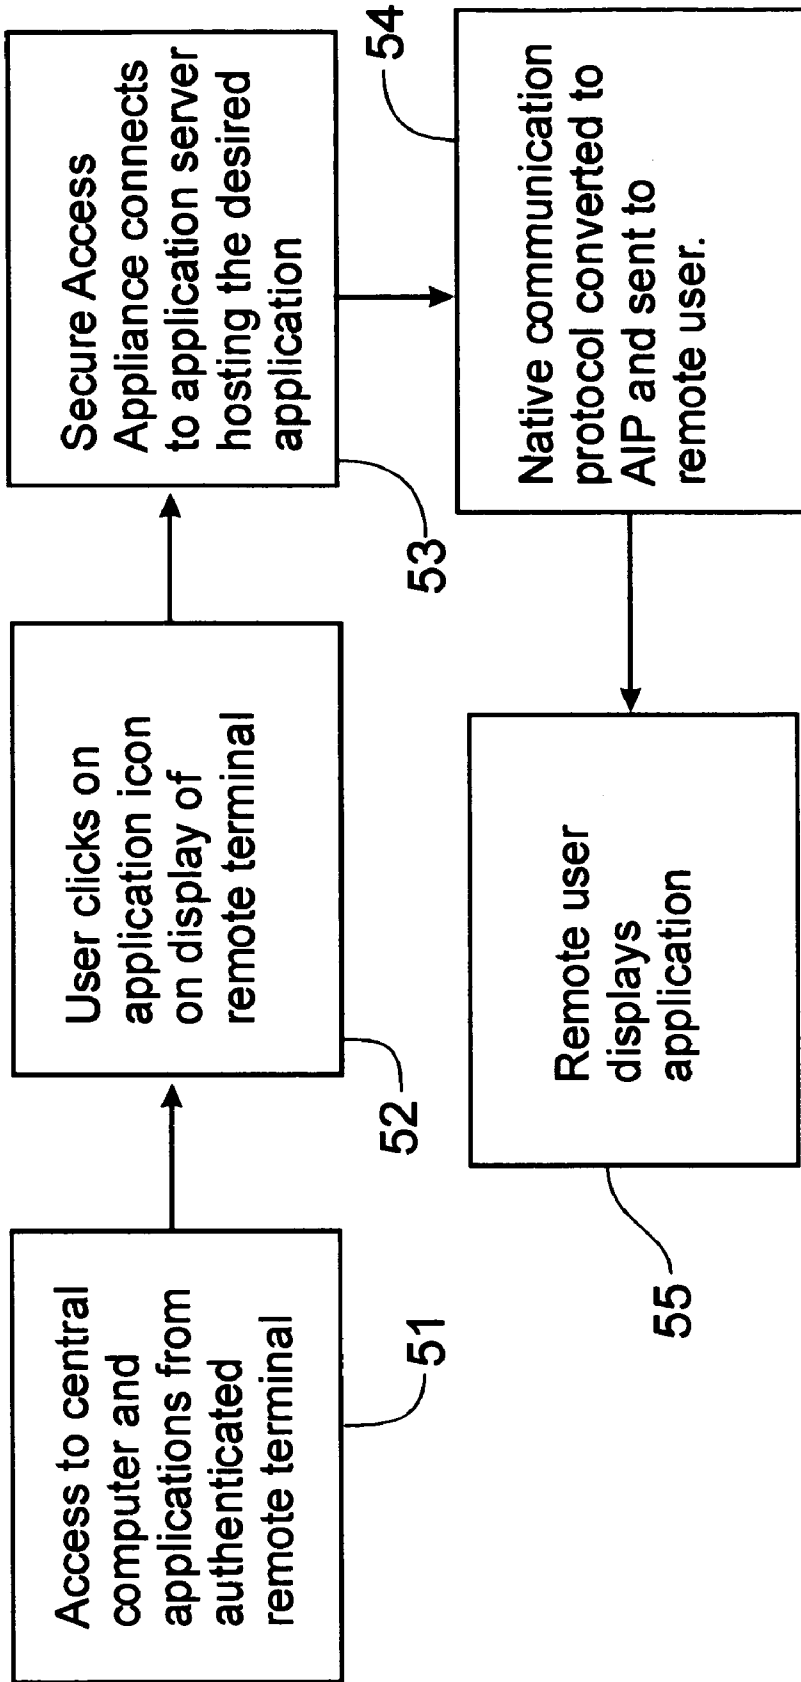 Access to central
computer and
applications from
authenticated
remote terminal
51
User clicks on
application icon
on display of
remote terminal
52
Secure Access
Appliance connects
to application server
hosting the desired
application
53
Native communication
protocol converted to
AIP and sent to
remote user.
54
Remote user
displays
application
55